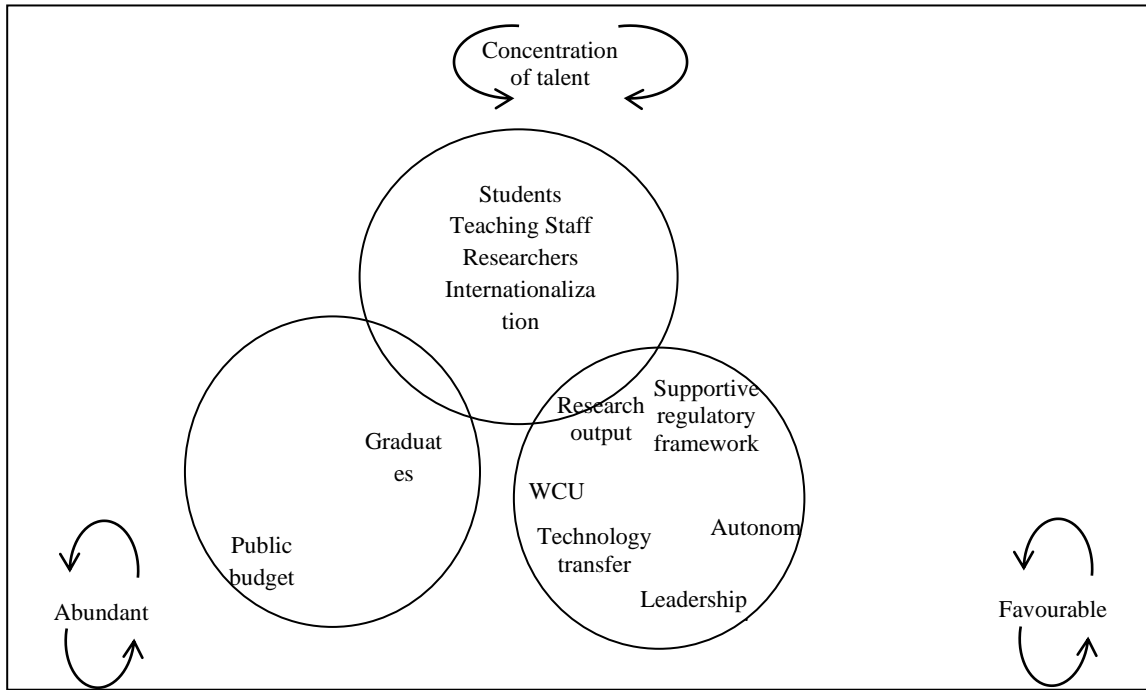 Concentration
of talent
Students
Teaching Staff
Researchers
Internationaliza
tion
Research
output
Supportive
regulatory
framework
Graduat
es
WCU
Technology
transfer
Autonom
Leadership
Public
budget
Abundant
Favourable